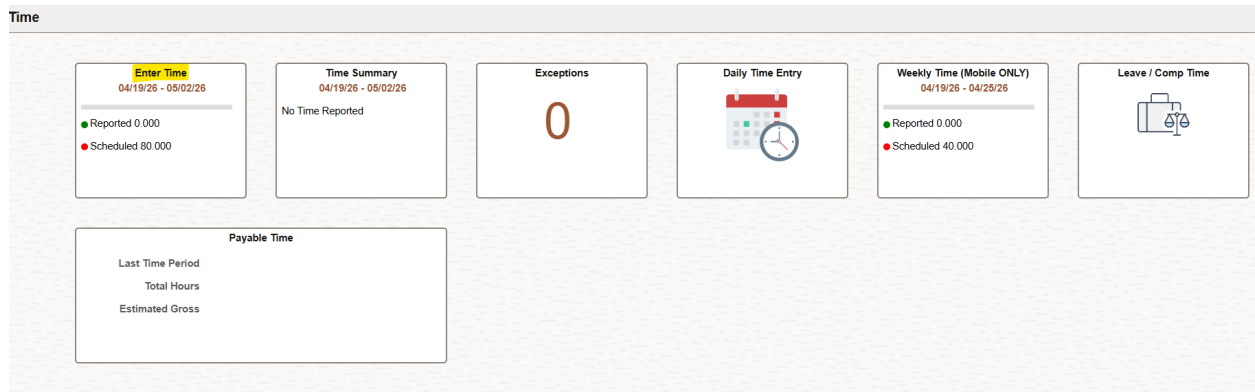 Time
Enter Time
04/19/26 - 05/02/26
Reported 0.000
Scheduled 80.000
Time Summary
04/19/26 - 05/02/26
No Time Reported
Exceptions
0
Daily Time Entry
Weekly Time (Mobile ONLY)
04/19/26 - 04/25/26
Reported 0.000
Scheduled 40.000
Leave / Comp Time
Payable Time
Last Time Period
Total Hours
Estimated Gross